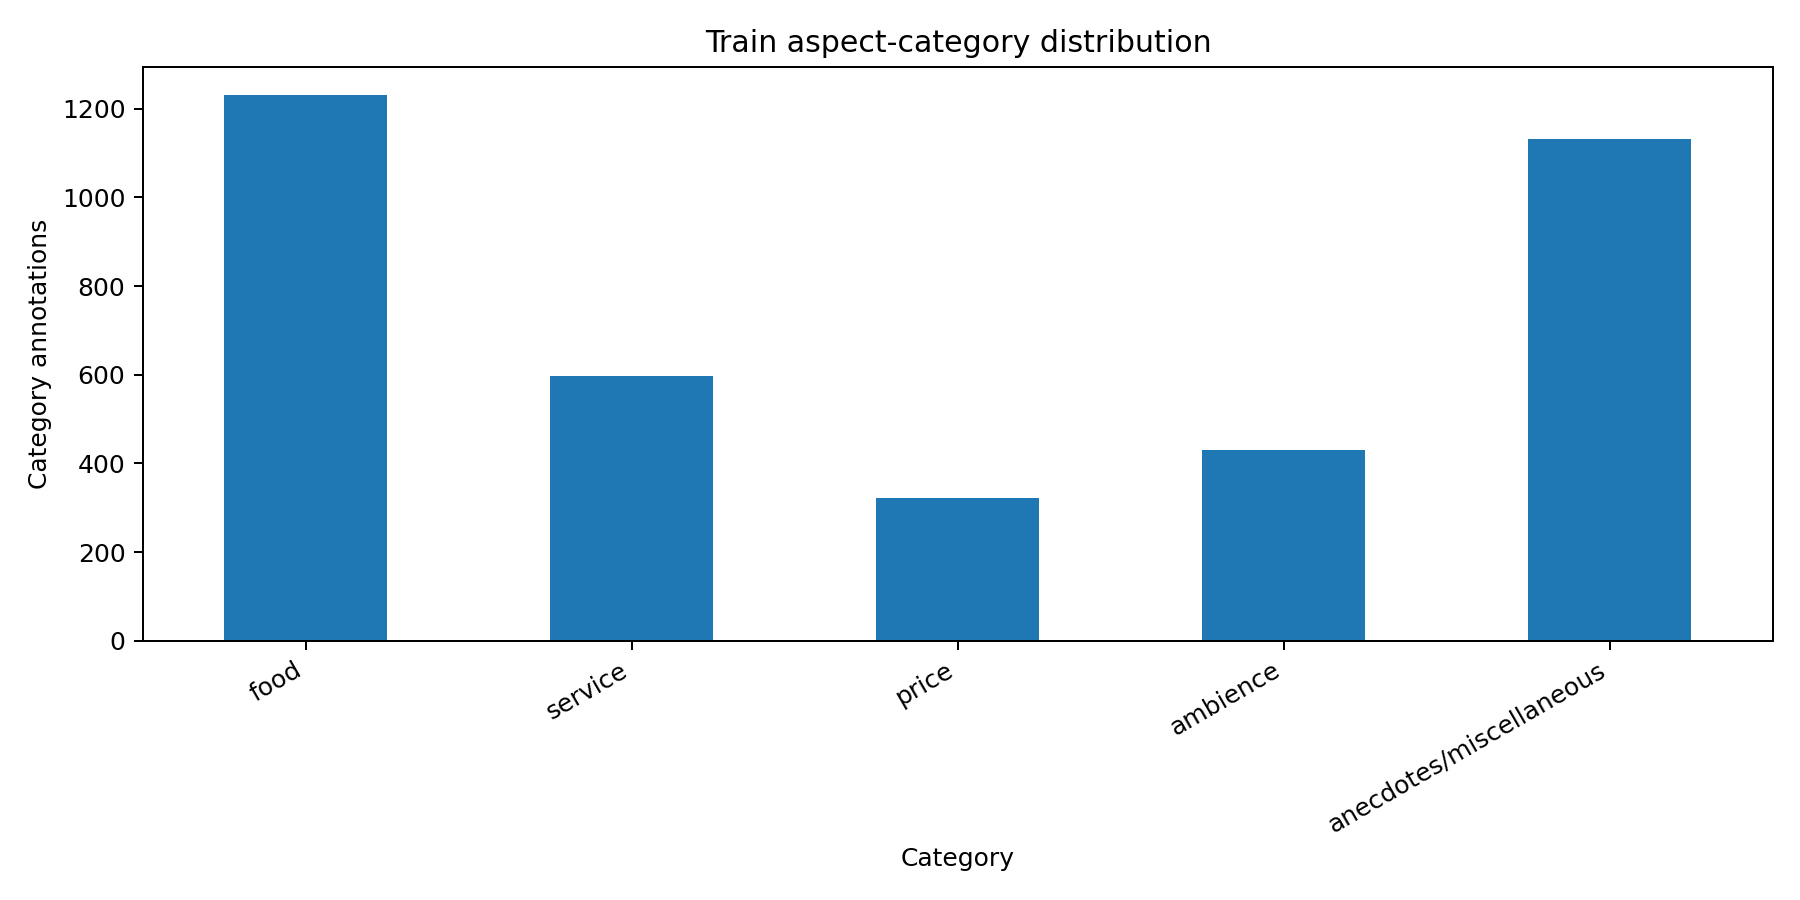 Train aspect-category distribution
Category annotations
1200
1000
800
600
400
200
0
food
service
price
ambience
anecdotes/miscellaneous
Category